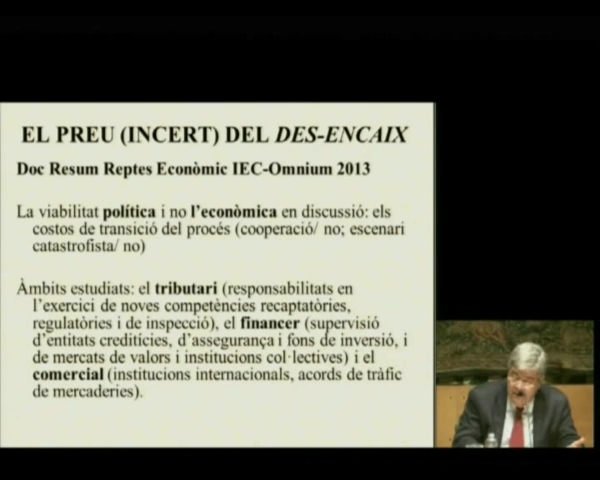 EL PREU (INCERT) DEL DES-ENCAIX
Doc Resum Reptes Econòmic IEC-Omnium 2013
La viabilitat política i no l'econòmica en discussió: els
costos de transició del procés (cooperació/ no; escenari
catastrofista/ no)
Àmbits estudiats: el tributari (responsabilitats en
l'exercici de noves competències recaptatòries,
regulatòries i de inspecció), el financer (supervisió
d'entitats creditícies, d'assegurança i fons de inversió, i
de mercats de valors i institucions col·lectives) i el
comercial (institucions internacionals, acords de tràfic
de mercaderies).